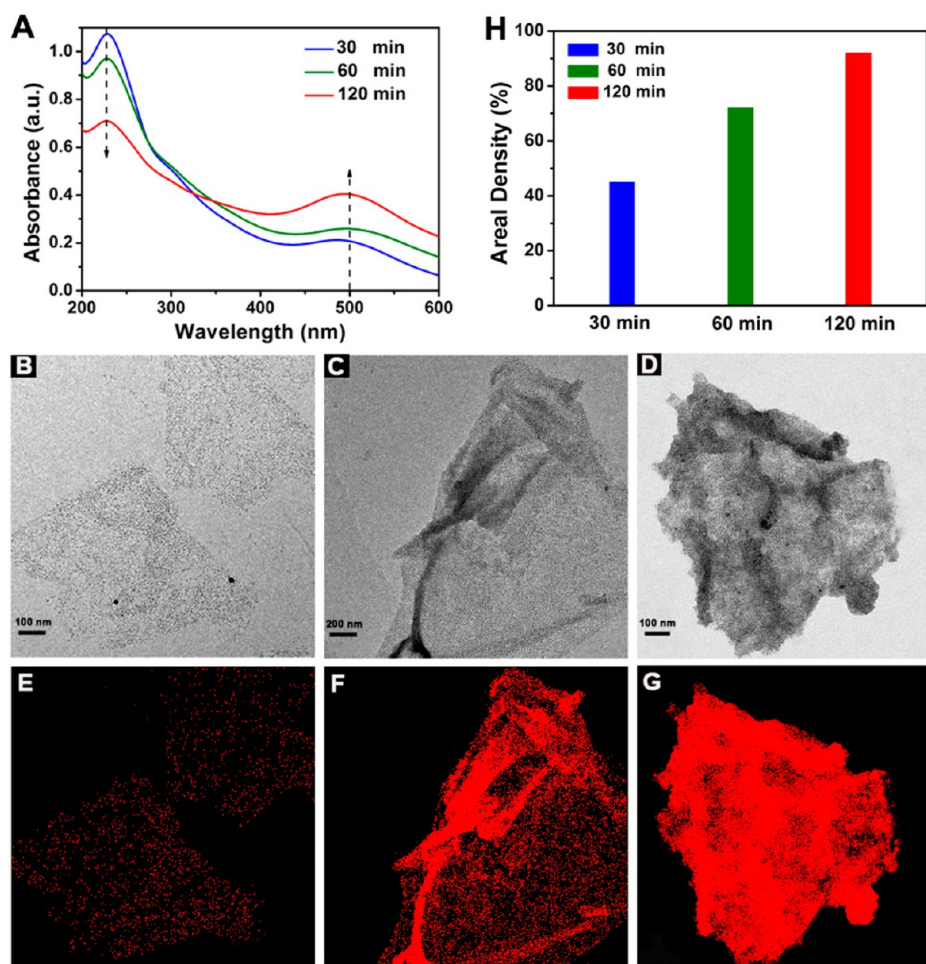 A
H
30 min
60 min
120 min
30 min
60 min
120 min
Absorbance (a.u.)
1.0
0.8
0.6
0.4
0.2
0.0
200
300
400
500
600
Wavelength (nm)
Areal Density (%)
100
80
60
40
20
0
30 min
60 min
120 min
B
C
D
100 nm
200 nm
100 nm
E
F
G